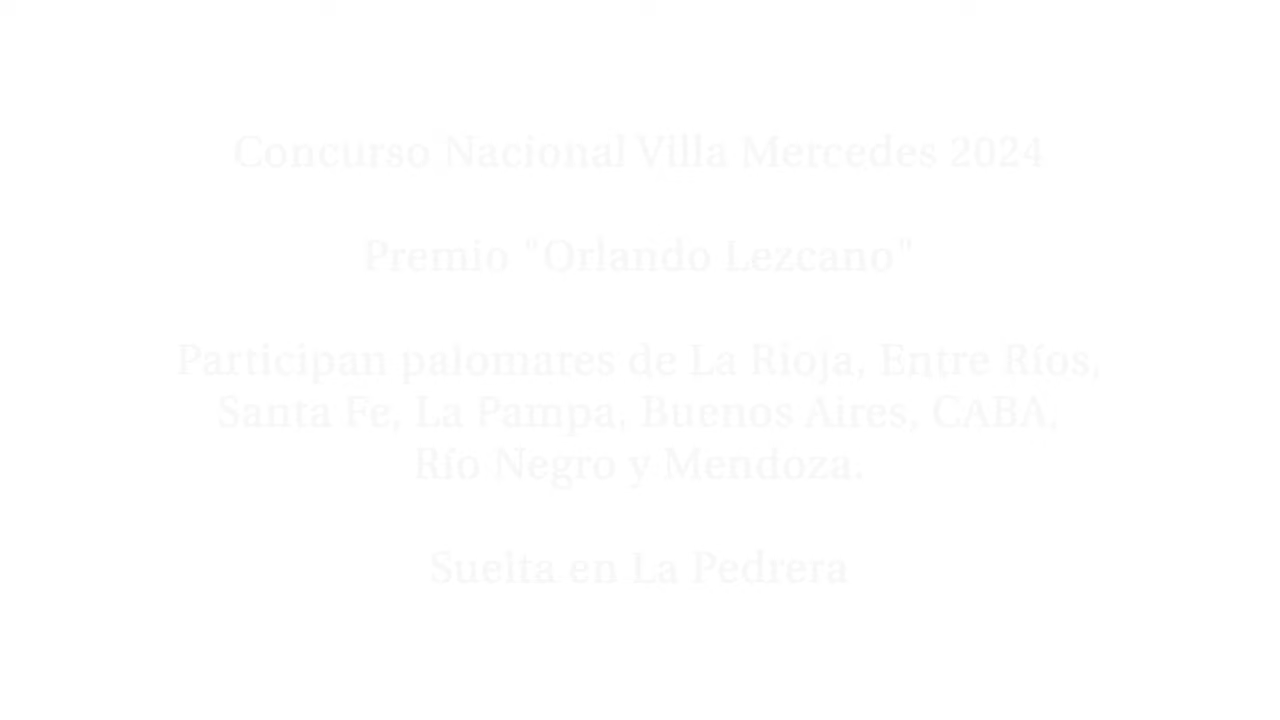 Concurso Nacional Villa Mercedes 2024
Premio "Orlando Lezcano"
Participan palomares de La Rioja, Entre Ríos,
Santa Fe, La Pampa, Buenos Aires, CABA,
Río Negro y Mendoza.
Suelta en La Pedrera